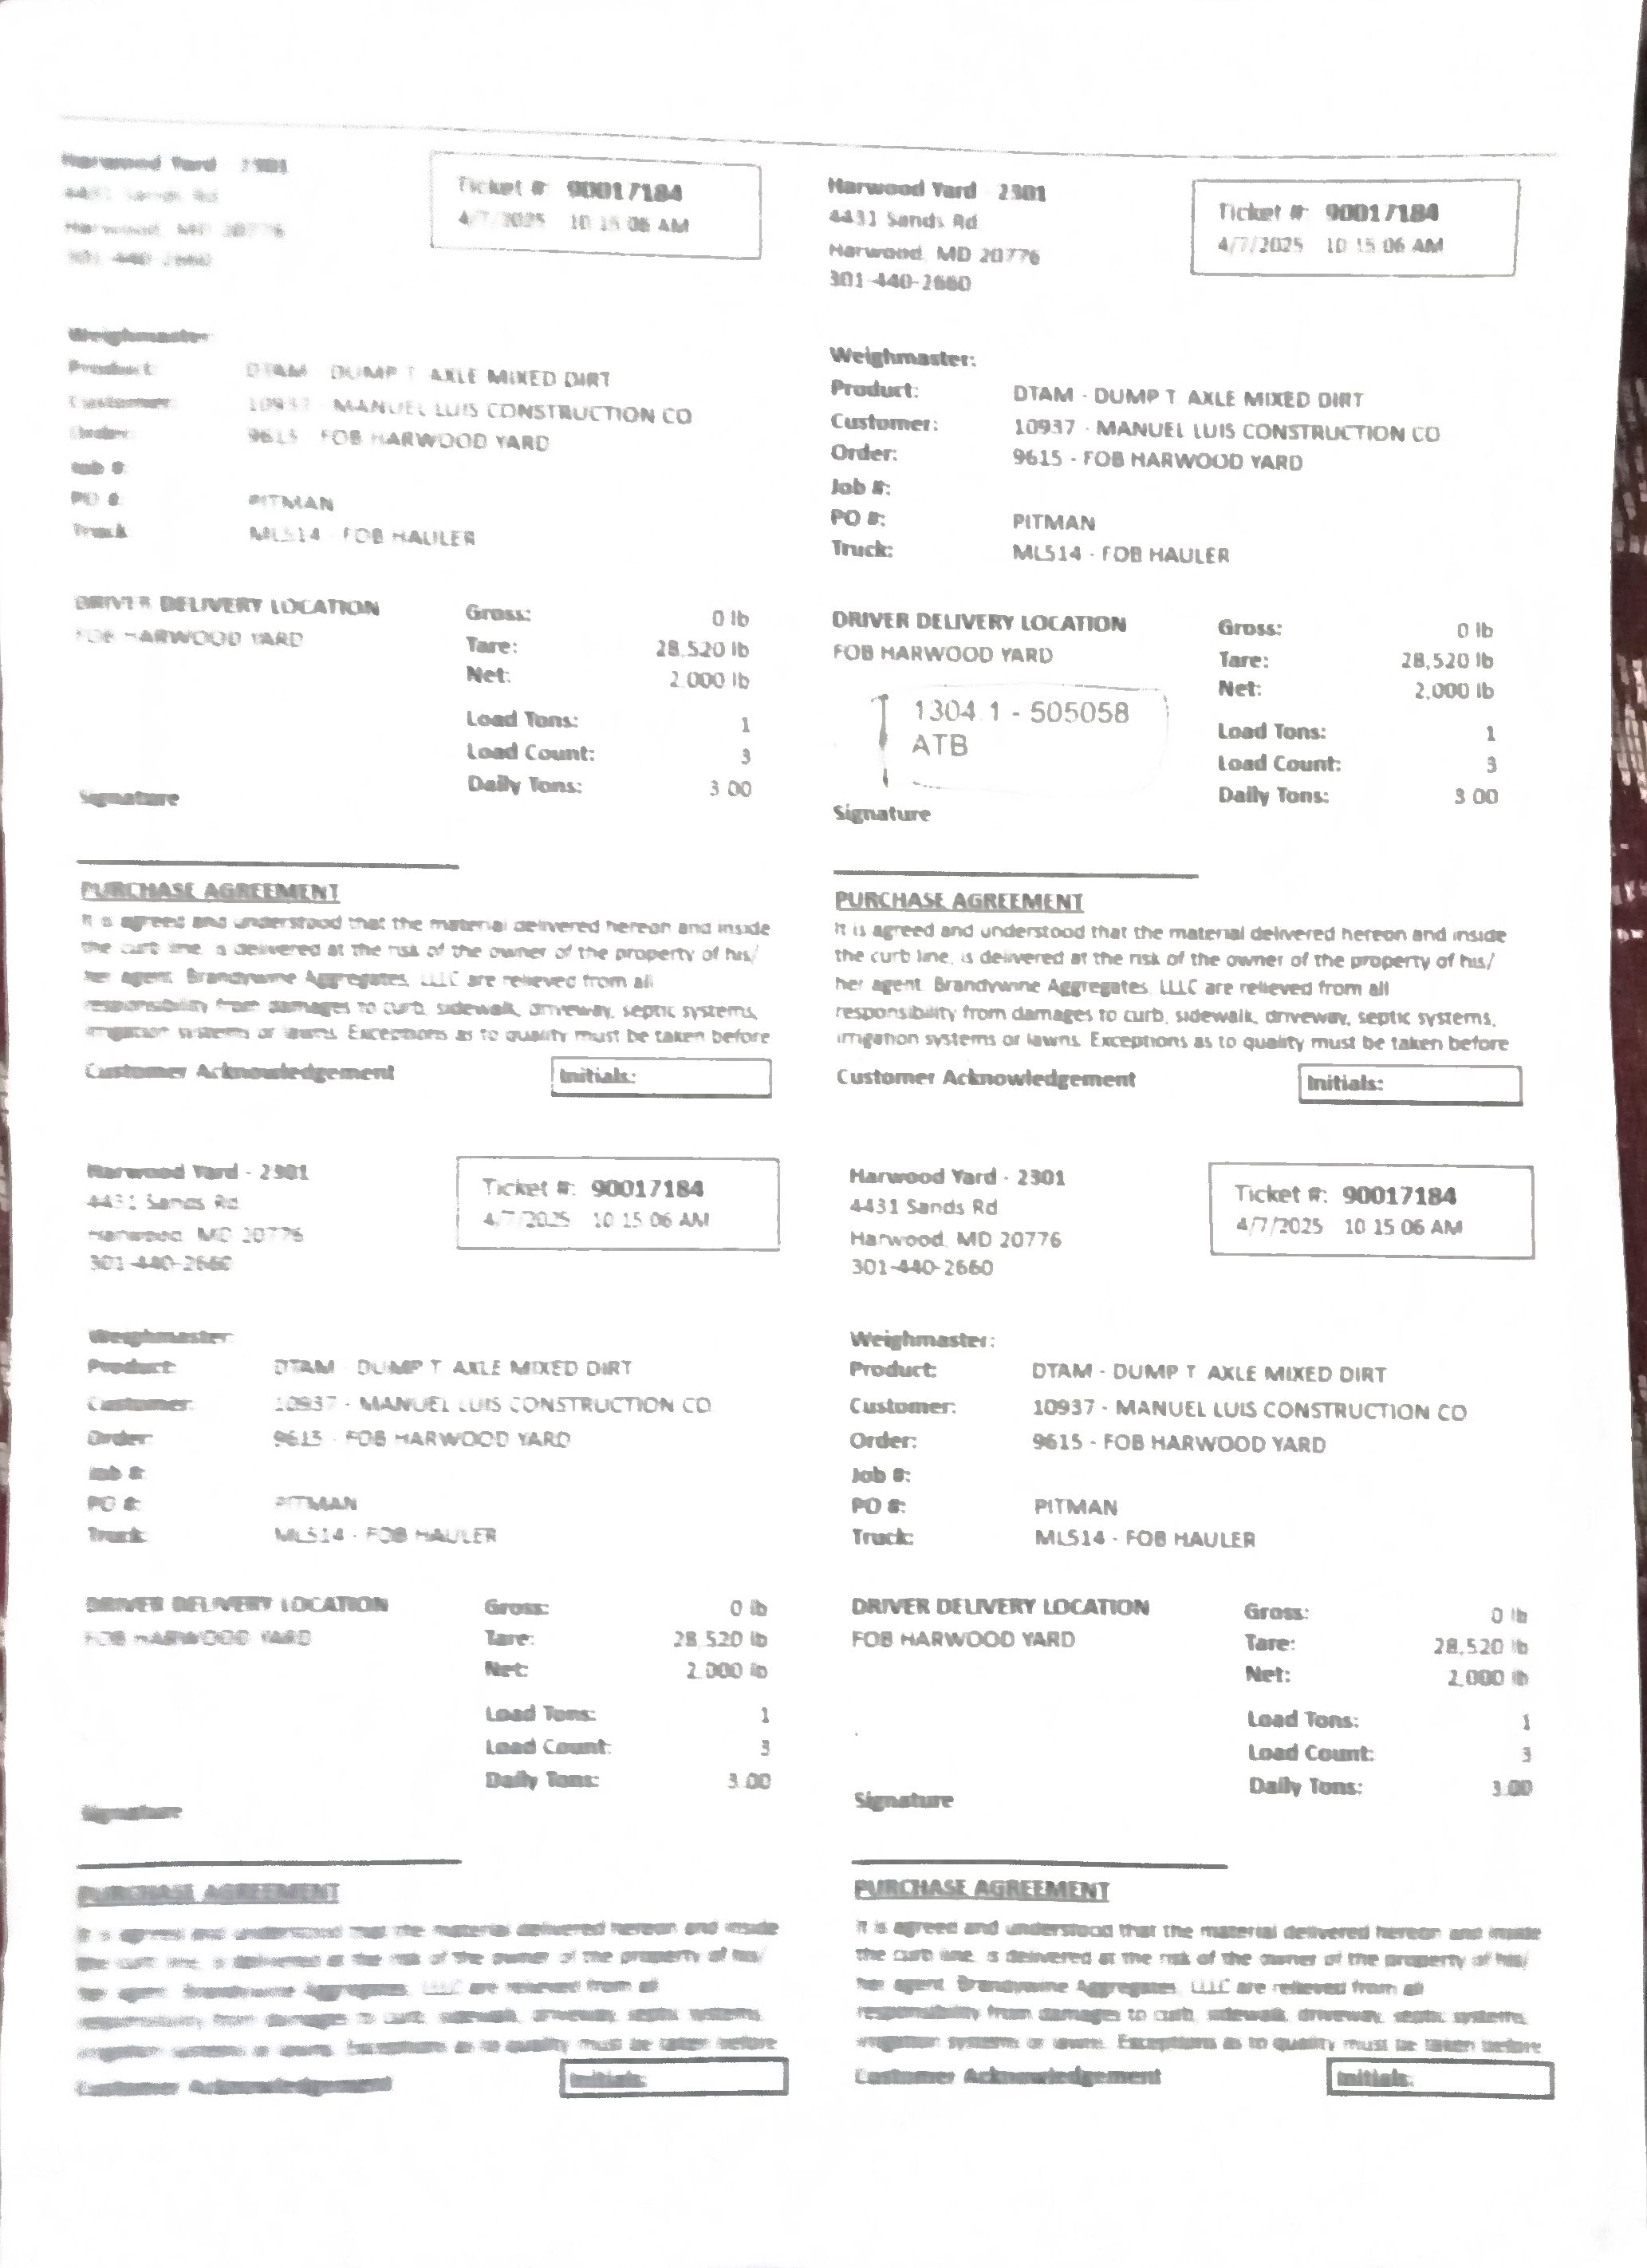 Harwood Yard - 2301
4431 Sands Rd
Harwood, MD 20776
301-440-2660
Ticket #: 90017184
4/7/2025 10 15 06 AM
Weighmaster
Product: DTAM - DUMP T AXLE MIXED DIRT
Customer: 10937 - MANUEL LUIS CONSTRUCTION CO
Order: 9615 - FOB HARWOOD YARD
Job #:
PO #: PITMAN
Truck ML514 - FOB HAULER
DRIVER DELIVERY LOCATION
FOB HARWOOD YARD
Gross: 0 lb
Tare: 28,520 lb
Net: 2,000 lb
Load Tons: 1
Load Count: 3
Daily Tons: 3 00
Signature
PURCHASE AGREEMENT
It is agreed and understood that the material delivered hereon and inside
the curb line, is delivered at the risk of the owner of the property of his/
her agent. Brandywine Aggregates, LLLC are relieved from all
responsibility from damages to curb, sidewalk, driveway, septic systems,
irrigation systems or lawns. Exceptions as to quality must be taken before
Customer Acknowledgement
Initials:
Harwood Yard - 2301
4431 Sands Rd
Harwood, MD 20776
301-440-2660
Ticket #: 90017184
4/7/2025 10 15 06 AM
Weighmaster:
Product: DTAM - DUMP T AXLE MIXED DIRT
Customer: 10937 - MANUEL LUIS CONSTRUCTION CO
Order: 9615 - FOB HARWOOD YARD
Job #:
PO #: PITMAN
Truck: ML514 - FOB HAULER
DRIVER DELIVERY LOCATION
FOB HARWOOD YARD
1304.1 - 505058
ATB
Gross: 0 lb
Tare: 28,520 lb
Net: 2,000 lb
Load Tons: 1
Load Count: 3
Daily Tons: 3 00
Signature
PURCHASE AGREEMENT
It is agreed and understood that the material delivered hereon and inside
the curb line, is delivered at the risk of the owner of the property of his/
her agent. Brandywine Aggregates, LLLC are relieved from all
responsibility from damages to curb, sidewalk, driveway, septic systems,
irrigation systems or lawns. Exceptions as to quality must be taken before
Customer Acknowledgement
Initials:
Harwood Yard - 2301
4431 Sands Rd
Harwood, MD 20776
301-440-2660
Ticket #: 90017184
4/7/2025 10 15 06 AM
Weighmaster:
Product: DTAM - DUMP T AXLE MIXED DIRT
Customer: 10937 - MANUEL LUIS CONSTRUCTION CO
Order: 9615 - FOB HARWOOD YARD
Job #:
PO #: PITMAN
Truck: ML514 - FOB HAULER
DRIVER DELIVERY LOCATION
FOB HARWOOD YARD
Gross: 0 lb
Tare: 28,520 lb
Net: 2,000 lb
Load Tons: 1
Load Count: 3
Daily Tons: 3.00
Signature
PURCHASE AGREEMENT
It is agreed and understood that the material delivered hereon and inside
the curb line, is delivered at the risk of the owner of the property of his/
her agent. Brandywine Aggregates, LLLC are relieved from all
responsibility from damages to curb, sidewalk, driveway, septic systems,
irrigation systems or lawns. Exceptions as to quality must be taken before
Customer Acknowledgement
Initials:
Harwood Yard - 2301
4431 Sands Rd
Harwood, MD 20776
301-440-2660
Ticket #: 90017184
4/7/2025 10 15 06 AM
Weighmaster:
Product: DTAM - DUMP T AXLE MIXED DIRT
Customer: 10937 - MANUEL LUIS CONSTRUCTION CO
Order: 9615 - FOB HARWOOD YARD
Job #:
PO #: PITMAN
Truck: ML514 - FOB HAULER
DRIVER DELIVERY LOCATION
FOB HARWOOD YARD
Gross: 0 lb
Tare: 28,520 lb
Net: 2,000 lb
Load Tons: 1
Load Count: 3
Daily Tons: 3.00
Signature
PURCHASE AGREEMENT
It is agreed and understood that the material delivered hereon and inside
the curb line, is delivered at the risk of the owner of the property of his/
her agent. Brandywine Aggregates, LLLC are relieved from all
responsibility from damages to curb, sidewalk, driveway, septic systems,
irrigation systems or lawns. Exceptions as to quality must be taken before
Customer Acknowledgement
Initials: